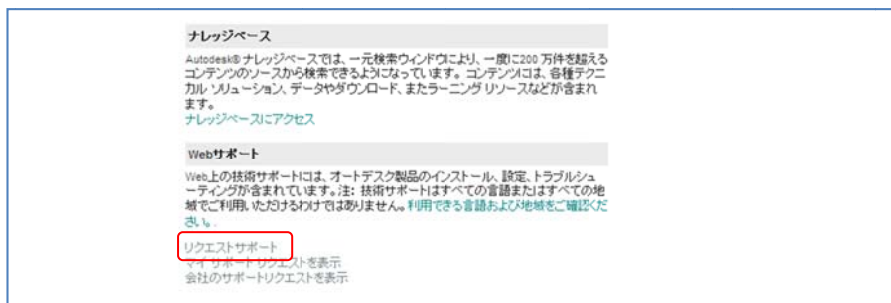 ナレッジベース
Autodesk® ナレッジベースでは、一元検索ウィンドウにより、一度に200 万件を超える
コンテンツのソースから検索できるようになっています。 コンテンツには、各種テクニ
カル ソリューション、データやダウンロード、またラーニング リソースなどが含まれ
ます。
ナレッジベースにアクセス
Webサポート
Web上の技術サポートには、オートデスク製品のインストール、設定、トラブルシュ
ーティングが含まれています。注: 技術サポートはすべての言語またはすべての地
域でご利用いただけるわけではありません。利用できる言語および地域をご確認くだ
さい。.
リクエストサポート
マイ サポート リクエストを表示
会社のサポートリクエストを表示